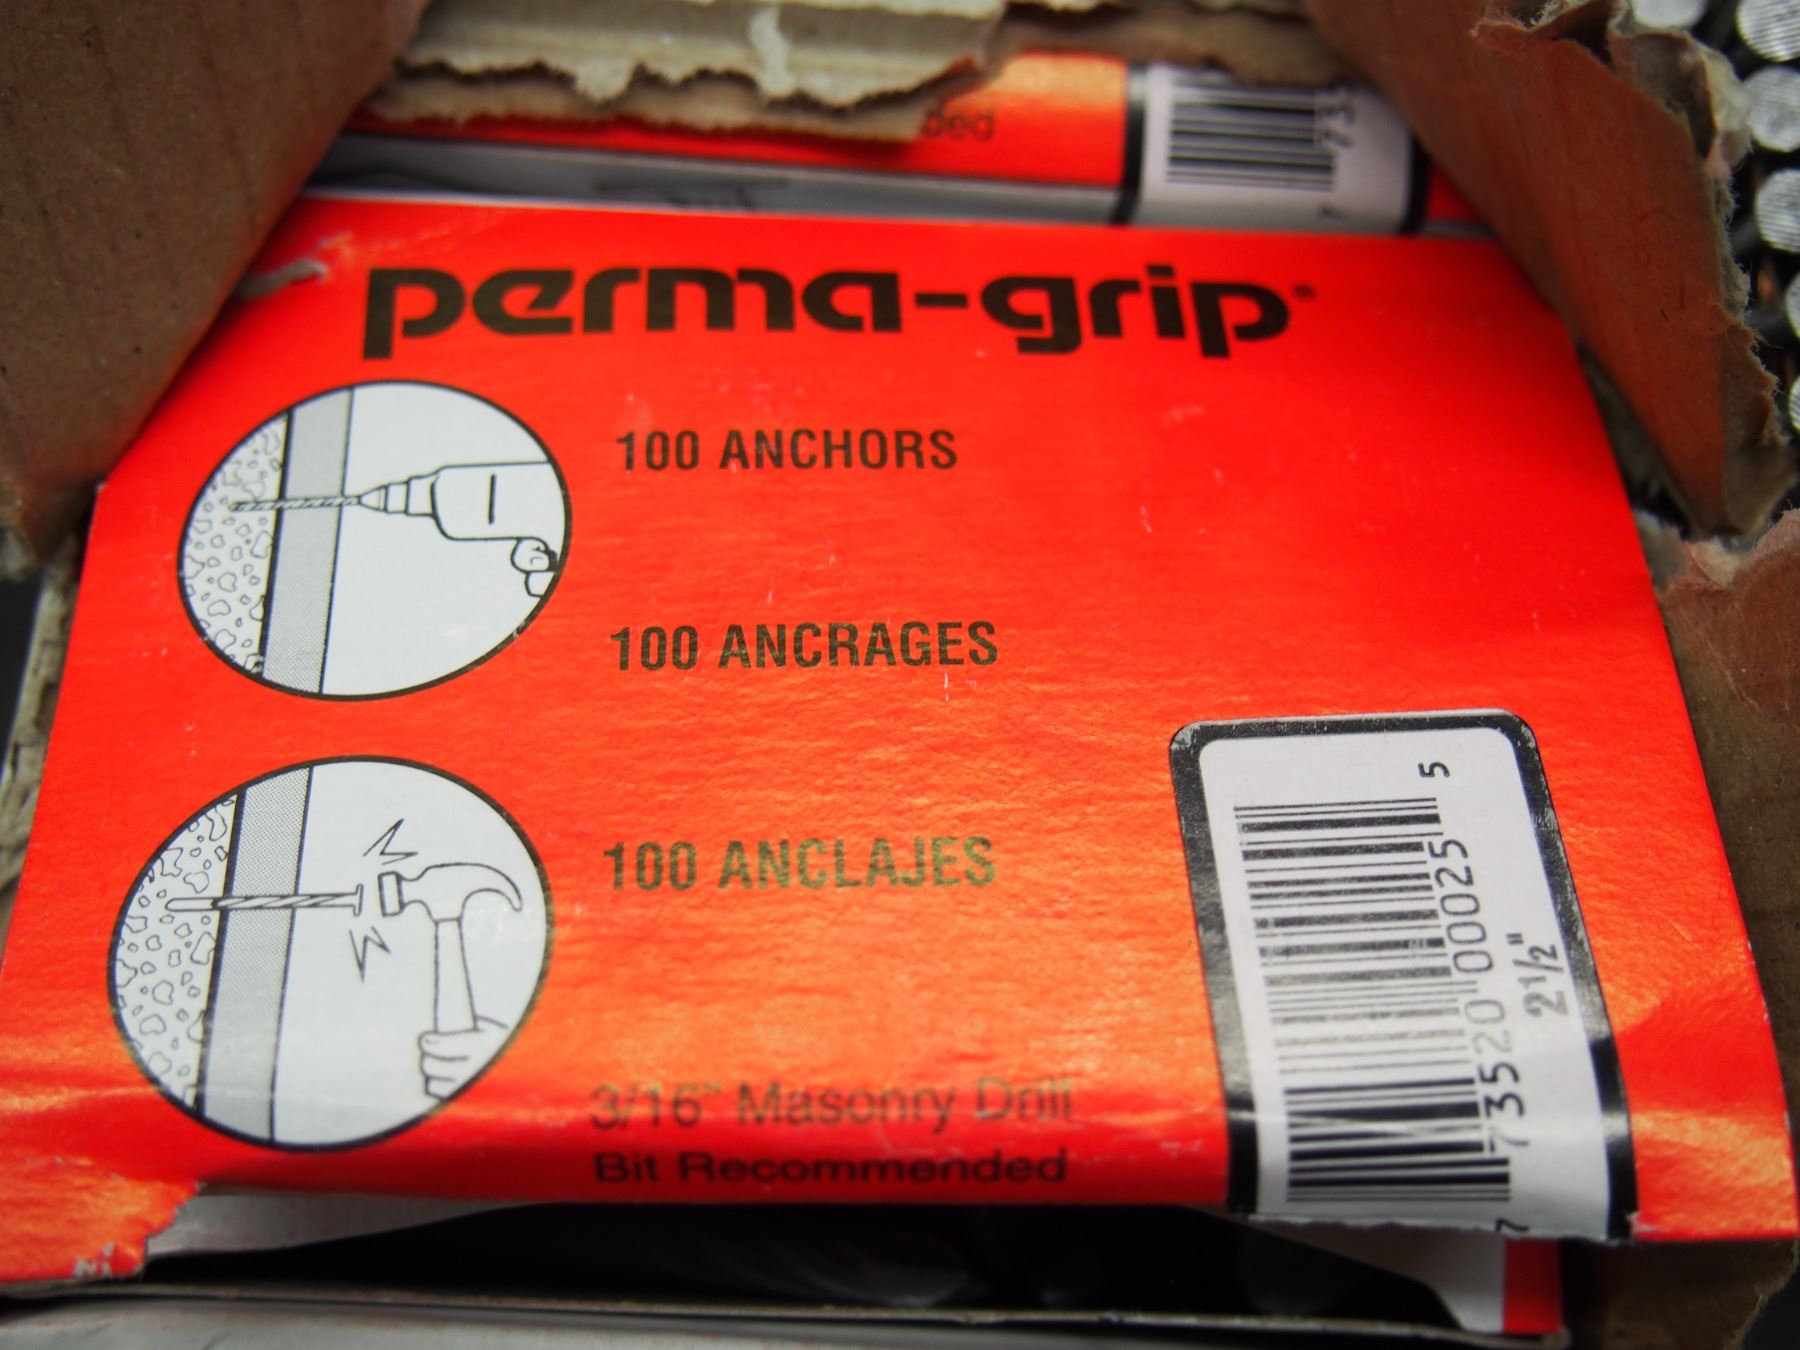 perma-grip®
100 ANCHORS
100 ANCRAGES
100 ANCLAJES
3/16" Masonry Drill
Bit Recommended
7 73520 00025 5
2½"